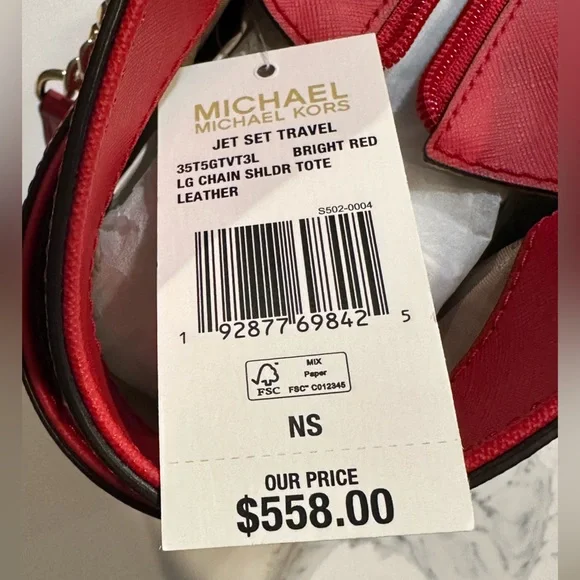 MICHAEL
MICHAEL KORS
JET SET TRAVEL
35T5GTVT3L BRIGHT RED
LG CHAIN SHLDR TOTE
LEATHER
S502-0004
1 92877 69842 5
FSC
MIX
Paper
FSC™ C012345
NS
OUR PRICE
$558.00